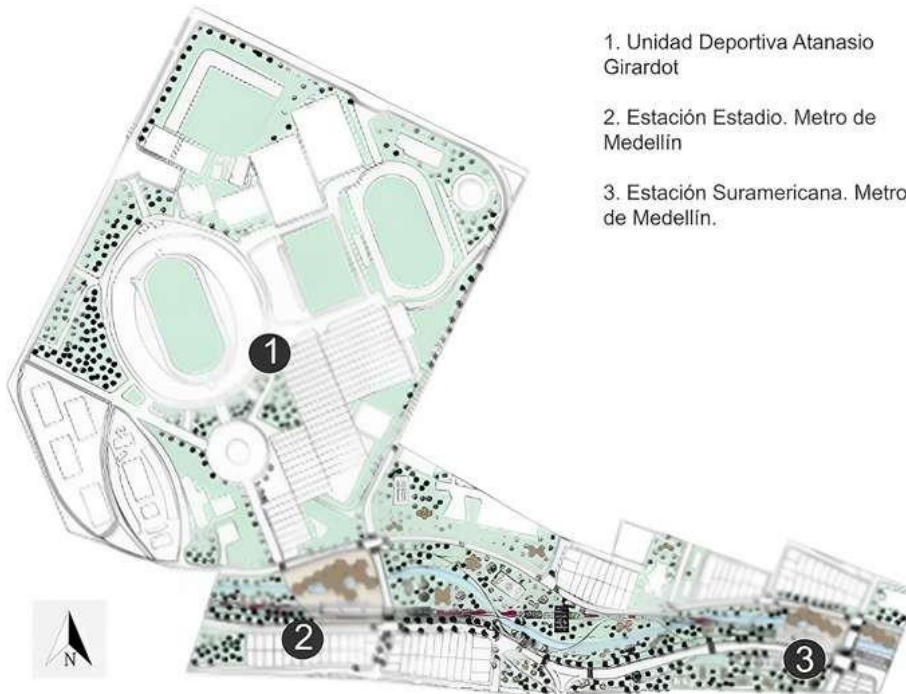 1. Unidad Deportiva Atanasio
Girardot
2. Estación Estadio. Metro de
Medellín
3. Estación Suramericana. Metro
de Medellín.
1
2
3
N